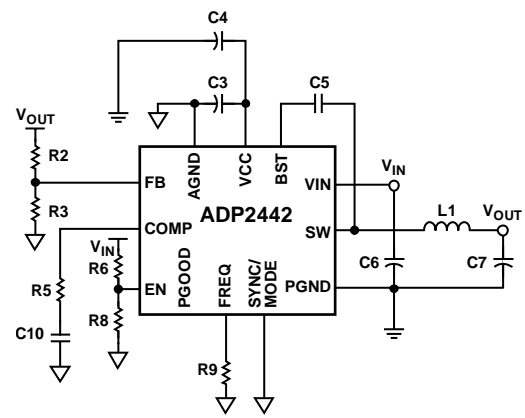 C4
C3
C5
VOUT
R2
R3
AGND
VCC
BST
FB
VIN
VIN
ADP2442
COMP
SW
L1
VOUT
VIN
R6
R5
EN
PGOOD
FREQ
SYNC/
MODE
PGND
C6
C7
R8
C10
R9